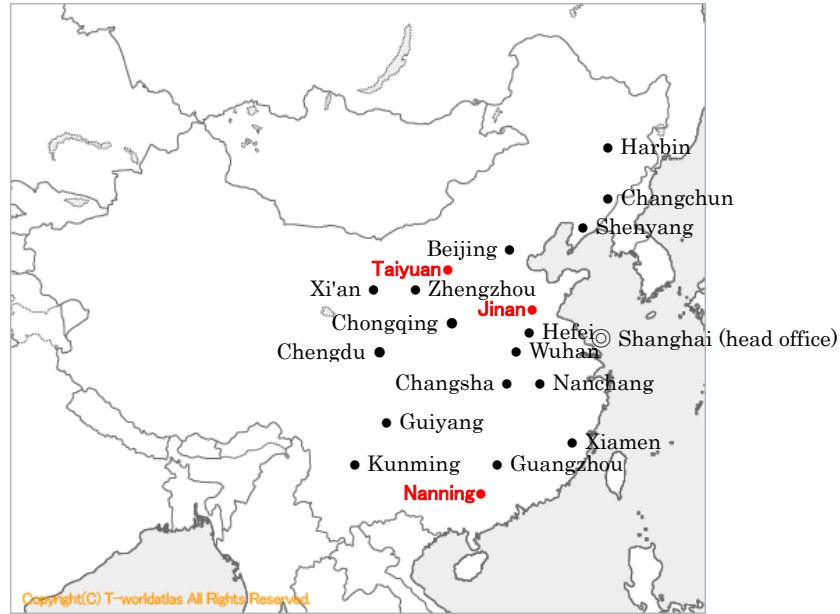 Harbin
Changchun
Shenyang
Beijing
Taiyuan
Xi'an
Zhengzhou
Jinan
Chongqing
Hefei
Shanghai (head office)
Chengdu
Wuhan
Changsha
Nanchang
Guiyang
Xiamen
Kunming
Guangzhou
Nanning
Copyright(C) T-worldatlas All Rights Reserved.